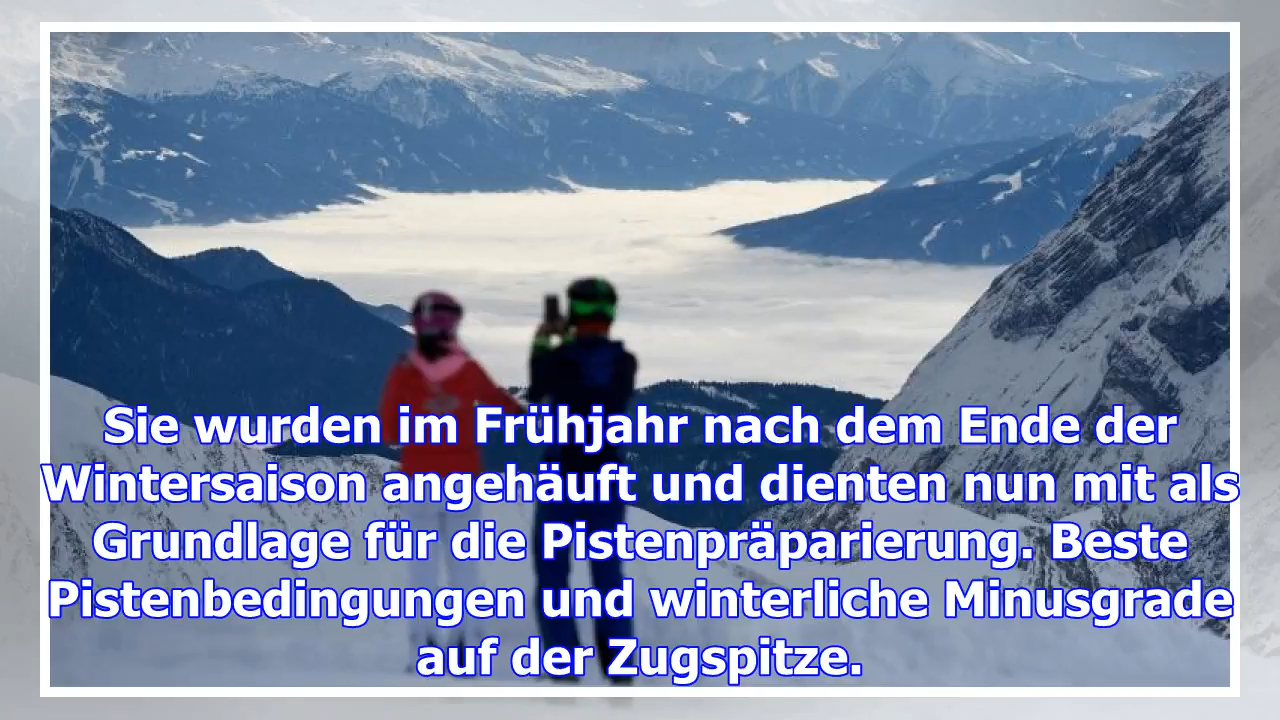 Sie wurden im Frühjahr nach dem Ende der
Wintersaison angehäuft und dienten nun mit als
Grundlage für die Pistenpräparierung. Beste
Pistenbedingungen und winterliche Minusgrade
auf der Zugspitze.